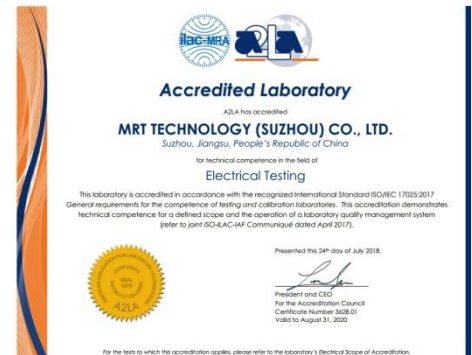 ilac-MRA
A2LA
Accredited Laboratory
A2LA has accredited
MRT TECHNOLOGY (SUZHOU) CO., LTD.
Suzhou, Jiangsu, People's Republic of China
for technical competence in the field of
Electrical Testing
This laboratory is accredited in accordance with the recognized International Standard ISO/IEC 17025:2017
General requirements for the competence of testing and calibration laboratories. This accreditation demonstrates
technical competence for a defined scope and the operation of a laboratory quality management system
(refer to joint ISO-ILAC-IAF Communiqué dated April 2017).
Presented this 24th day of July 2018.
President and CEO
For the Accreditation Council
Certificate Number 3628.01
Valid to August 31, 2020
A2LA
For the tests to which this accreditation applies, please refer to the laboratory's Electrical Scope of Accreditation.